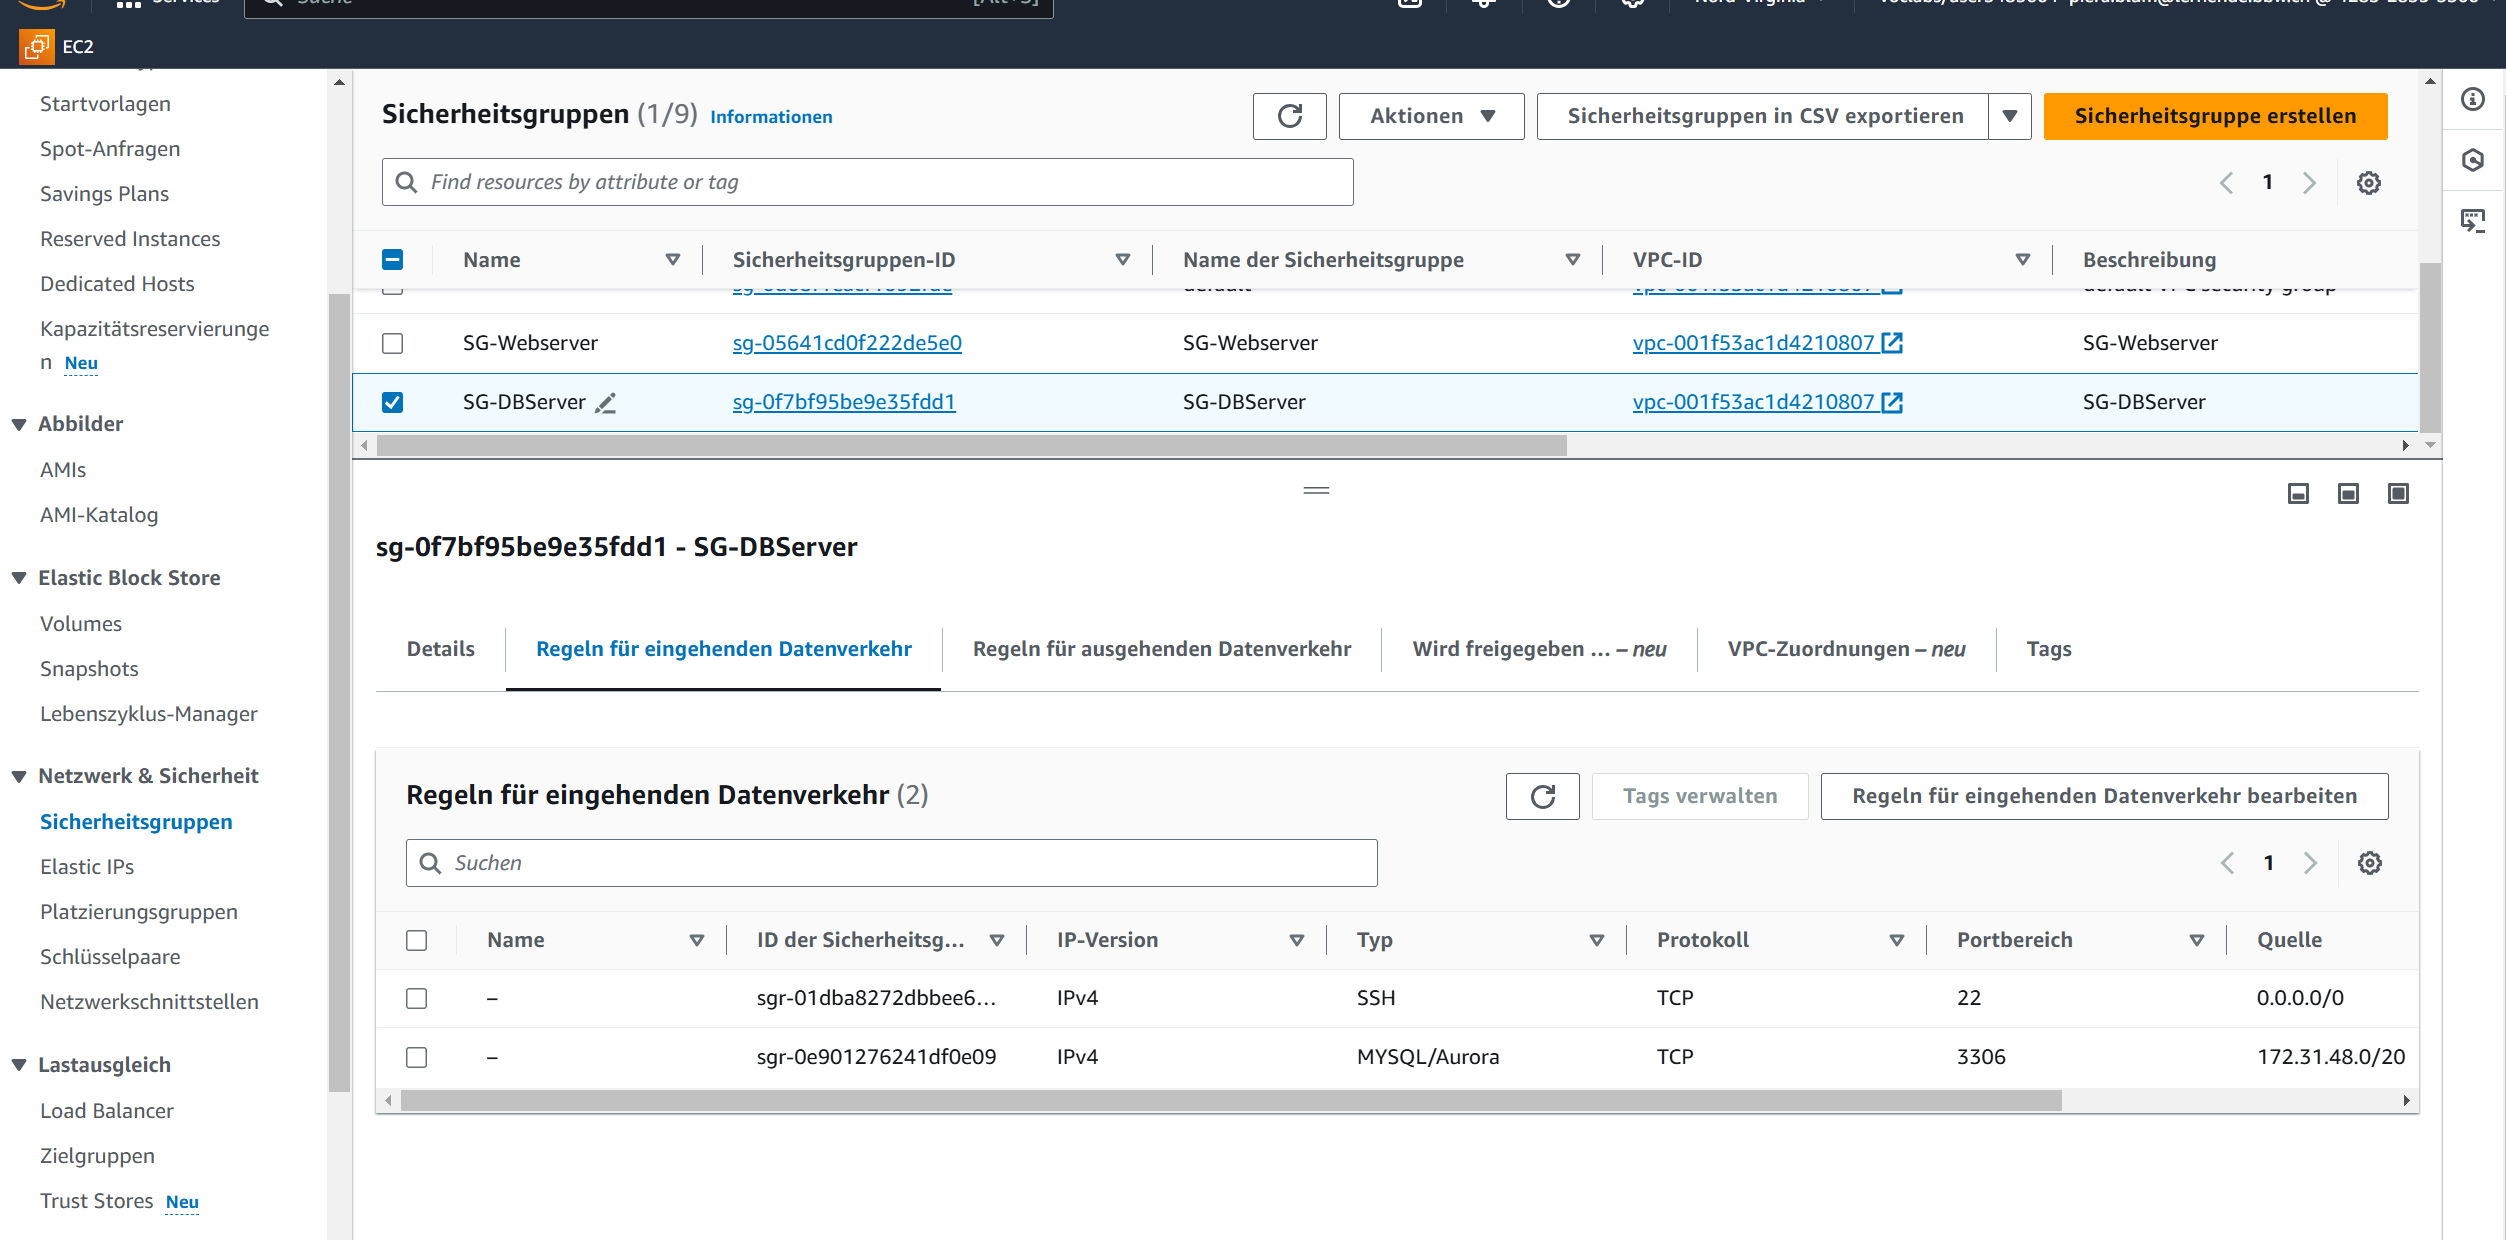 Services
Suche
[Alt+S]
EC2
Startvorlagen
Spot-Anfragen
Savings Plans
Reserved Instances
Dedicated Hosts
Kapazitätsreservierunge
n Neu
Abbilder
AMIs
AMI-Katalog
Elastic Block Store
Volumes
Snapshots
Lebenszyklus-Manager
Netzwerk & Sicherheit
Sicherheitsgruppen
Elastic IPs
Platzierungsgruppen
Schlüsselpaare
Netzwerkschnittstellen
Lastausgleich
Load Balancer
Zielgruppen
Trust Stores Neu
Sicherheitsgruppen (1/9) Informationen
Aktionen
Sicherheitsgruppen in CSV exportieren
Sicherheitsgruppe erstellen
Find resources by attribute or tag
1
Name Sicherheitsgruppen-ID Name der Sicherheitsgruppe VPC-ID Beschreibung
default vpc-001f53ac1d4210807 default VPC security group
SG-Webserver sg-05641cd0f222de5e0 SG-Webserver vpc-001f53ac1d4210807 SG-Webserver
SG-DBServer sg-0f7bf95be9e35fdd1 SG-DBServer vpc-001f53ac1d4210807 SG-DBServer
sg-0f7bf95be9e35fdd1 - SG-DBServer
Details Regeln für eingehenden Datenverkehr Regeln für ausgehenden Datenverkehr Wird freigegeben ... – neu VPC-Zuordnungen – neu Tags
Regeln für eingehenden Datenverkehr (2)
Tags verwalten
Regeln für eingehenden Datenverkehr bearbeiten
Suchen
1
Name ID der Sicherheitsg... IP-Version Typ Protokoll Portbereich Quelle
– sgr-01dba8272dbbee6... IPv4 SSH TCP 22 0.0.0.0/0
– sgr-0e901276241df0e09 IPv4 MYSQL/Aurora TCP 3306 172.31.48.0/20